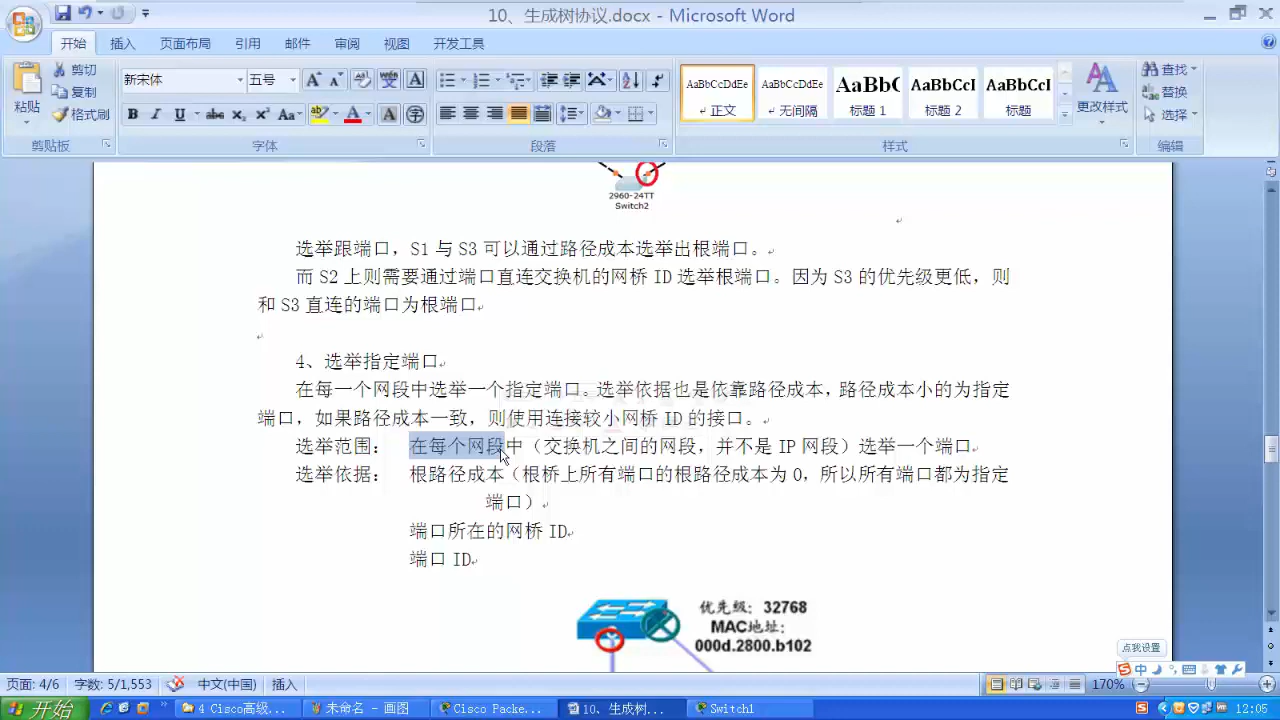 10、生成树协议.docx - Microsoft Word
开始 插入 页面布局 引用 邮件 审阅 视图 开发工具
粘贴 剪切 复制 格式刷 剪贴板
新宋体 五号 字体
段落
AaBbCcDdEe AaBbCcDdEe AaBbC AaBbCcI AaBbCcI
正文 无间隔 标题 1 标题 2 标题 更改样式 样式
查找 替换 选择 编辑
2960-24TT
Switch2
选举跟端口，S1 与 S3 可以通过路径成本选举出根端口。
而 S2 上则需要通过端口直连交换机的网桥 ID 选举根端口。因为 S3 的优先级更低，则
和 S3 直连的端口为根端口
4、选举指定端口
在每一个网段中选举一个指定端口。选举依据也是依靠路径成本，路径成本小的为指定
端口，如果路径成本一致，则使用连接较小网桥 ID 的接口。
选举范围： 在每个网段中（交换机之间的网段，并不是 IP 网段）选举一个端口
选举依据： 根路径成本（根桥上所有端口的根路径成本为 0，所以所有端口都为指定
端口）
端口所在的网桥 ID
端口 ID
优先级：32768
MAC地址：
000d.2800.b102
点我设置
中
页面: 4/6 字数: 5/1,553 中文(中国) 插入 170%
开始 4 Cisco高级... 未命名 - 画图 Cisco Packe... 10、生成树协... Switch1 12:05